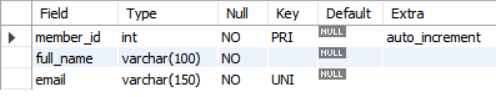 Field Type Null Key Default Extra
member_id int NO PRI NULL auto_increment
full_name varchar(100) NO NULL
email varchar(150) NO UNI NULL